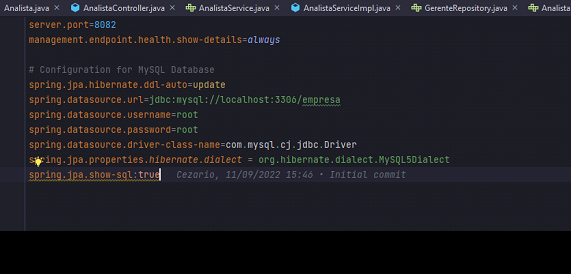 Analista.java AnalistaController.java AnalistaService.java AnalistaServiceImpl.java GerenteRepository.java Analista
server.port=8082
management.endpoint.health.show-details=always
# Configuration for MySQL Database
spring.jpa.hibernate.ddl-auto=update
spring.datasource.url=jdbc:mysql://localhost:3306/empresa
spring.datasource.username=root
spring.datasource.password=root
spring.datasource.driver-class-name=com.mysql.cj.jdbc.Driver
spring.jpa.properties.hibernate.dialect = org.hibernate.dialect.MySQL5Dialect
spring.jpa.show-sql:true Cezario, 11/09/2022 15:46 • Initial commit